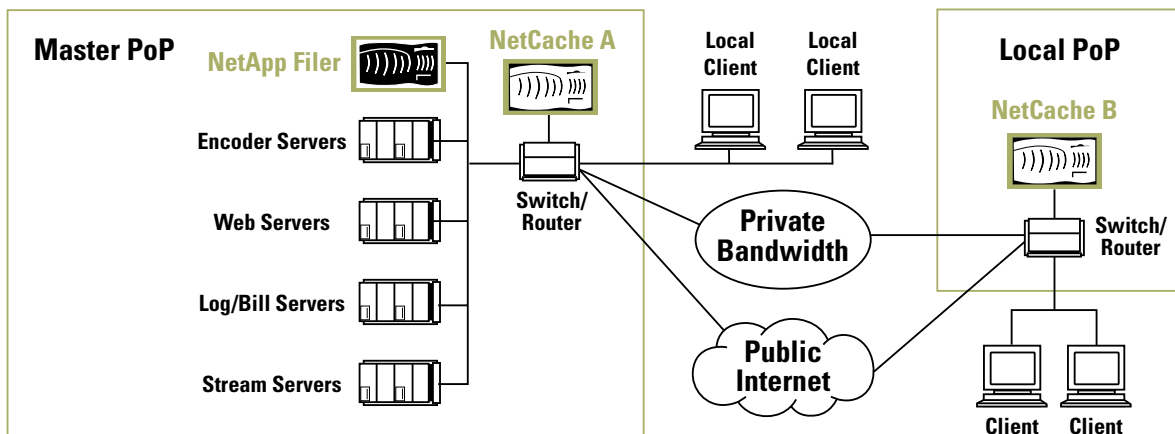 Master PoP
NetApp Filer
NetCache A
Encoder Servers
Web Servers
Log/Bill Servers
Stream Servers
Switch/
Router
Local
Client
Local
Client
Private
Bandwidth
Public
Internet
Local PoP
NetCache B
Switch/
Router
Client
Client